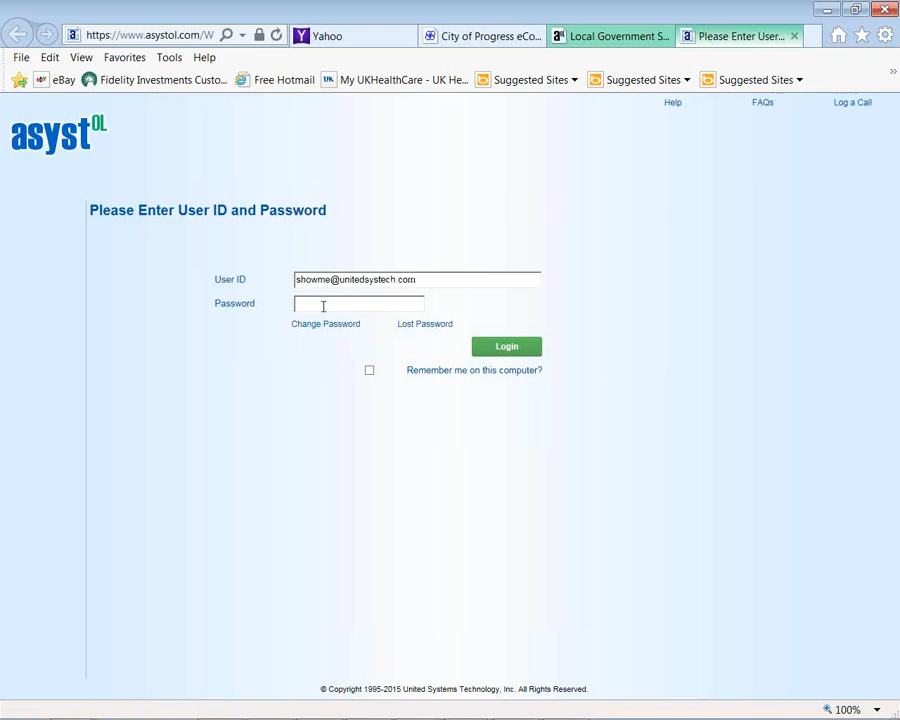 https://www.asystol.com/W
Yahoo
City of Progress eCo...
Local Government S...
Please Enter User...
File Edit View Favorites Tools Help
eBay
Fidelity Investments Custo...
Free Hotmail
UK My UKHealthCare - UK He...
Suggested Sites
Suggested Sites
Suggested Sites
Help FAQs Log a Call
asyst OL
Please Enter User ID and Password
User ID showme@unitedsystech.com
Password
Change Password Lost Password
Login
Remember me on this computer?
© Copyright 1995-2015 United Systems Technology, Inc. All Rights Reserved.
100%